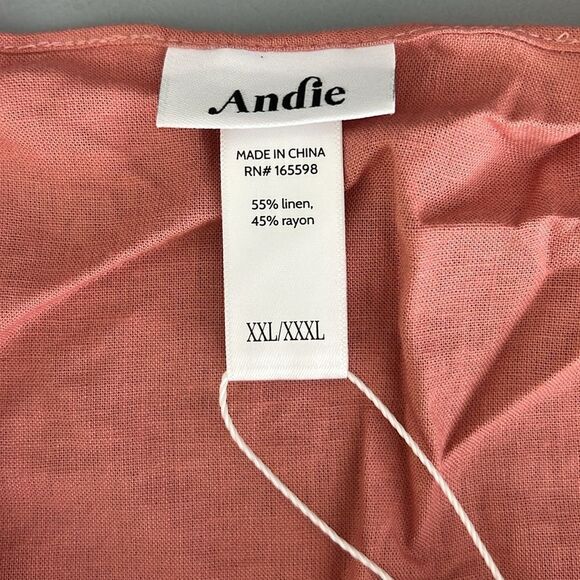 Andie
MADE IN CHINA
RN# 165598
55% linen,
45% rayon
XXL/XXXL